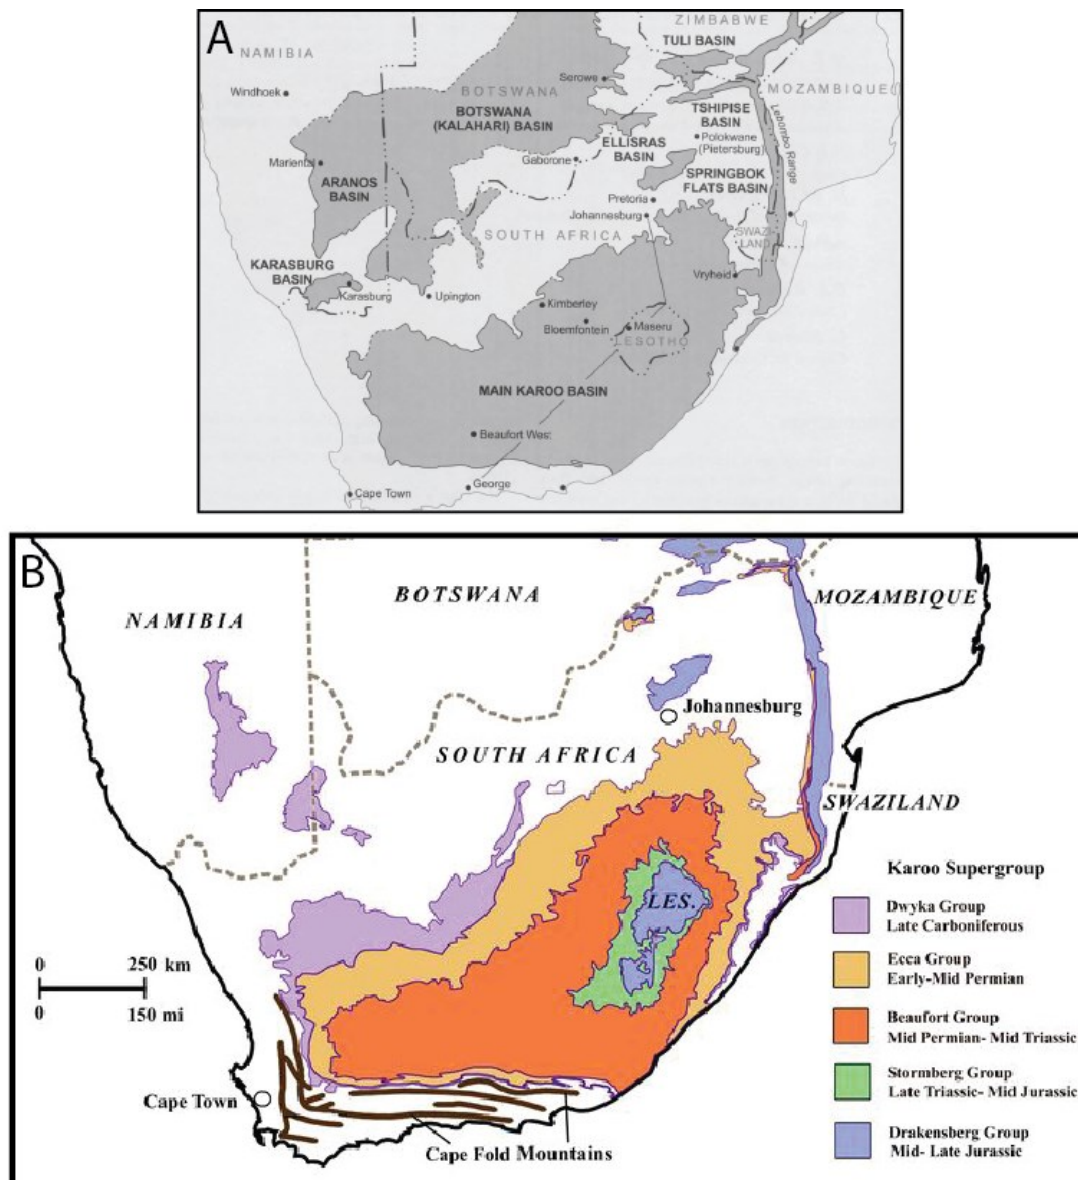 A
NAMIBIA
ZIMBABWE
TULI BASIN
Windhoek
Serowe
BOTSWANA
MOZAMBIQUE
BOTSWANA
(KALAHARI) BASIN
TSHIPISE
BASIN
Lebombo Range
ELLISRAS
BASIN
Polokwane
(Pietersburg)
Mariental
Gaborone
ARANOS
BASIN
SPRINGBOK
FLATS BASIN
Pretoria
Johannesburg
SOUTH AFRICA
SWAZI-
LAND
KARASBURG
BASIN
Vryheid
Karasburg
Upington
Kimberley
Bloemfontein
Maseru
LESOTHO
MAIN KAROO BASIN
Beaufort West
George
Cape Town
B
BOTSWANA
MOZAMBIQUE
NAMIBIA
Johannesburg
SOUTH AFRICA
SWAZILAND
LES.
Karoo Supergroup
Dwyka Group
Late Carboniferous
0 250 km
0 150 mi
Ecca Group
Early-Mid Permian
Beaufort Group
Mid Permian- Mid Triassic
Stormberg Group
Late Triassic- Mid Jurassic
Cape Town
Cape Fold Mountains
Drakensberg Group
Mid- Late Jurassic